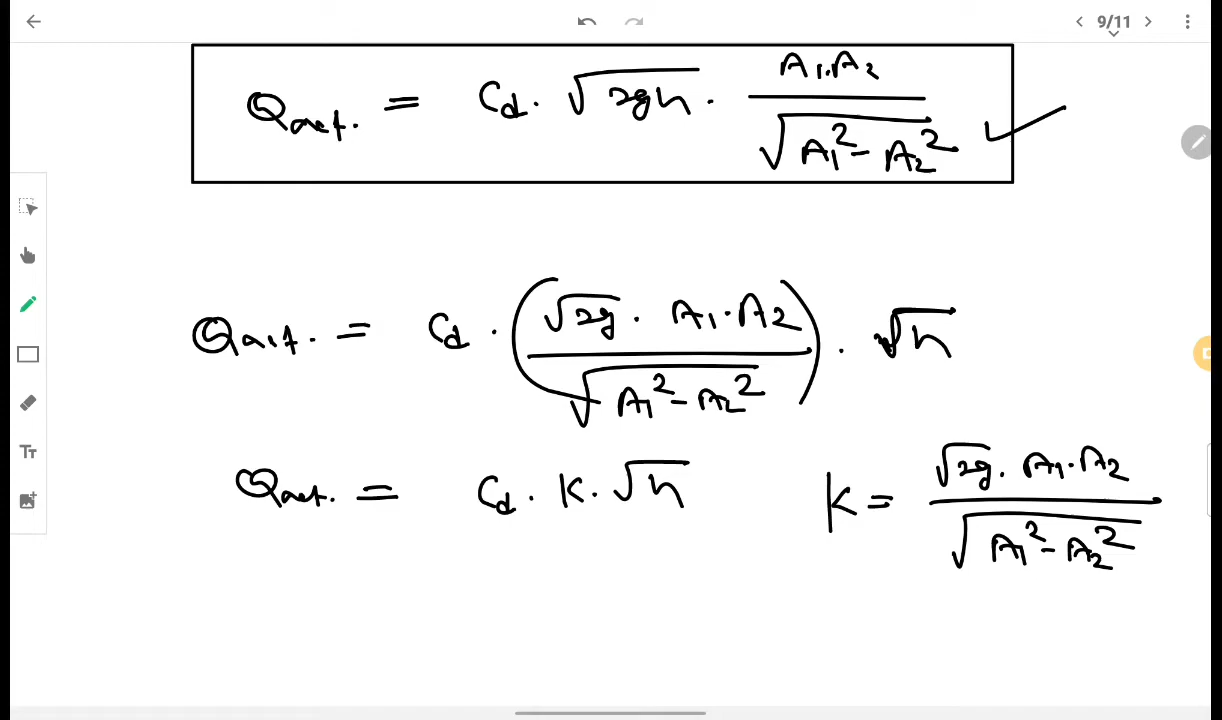 9/11
Qact. = Cd. √2gh. A1.A2 / √A1² - A2² ✓
Qact. = Cd . (√2g . A1.A2 / √A1² - A2²) . √h
Qact. = Cd . K . √h    K = √2g . A1.A2 / √A1² - A2²
Tт